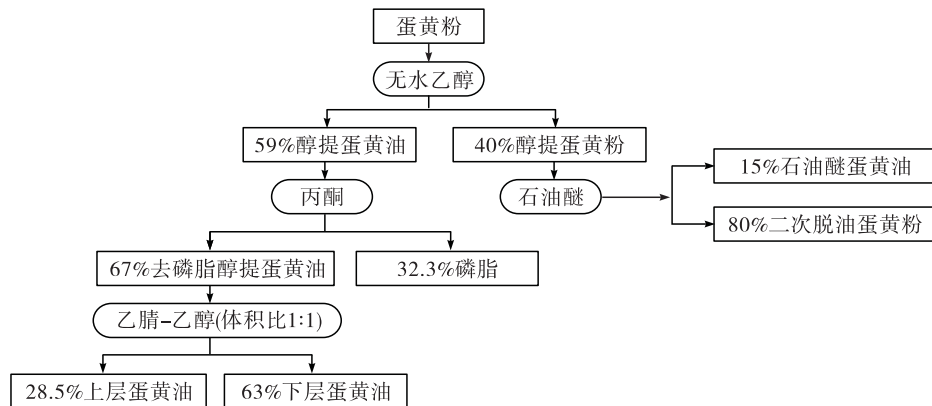 蛋黄粉
无水乙醇
59%醇提蛋黄油
40%醇提蛋黄粉
15%石油醚蛋黄油
丙酮
石油醚
80%二次脱油蛋黄粉
67%去磷脂醇提蛋黄油
32.3%磷脂
乙腈-乙醇(体积比1:1)
28.5%上层蛋黄油
63%下层蛋黄油